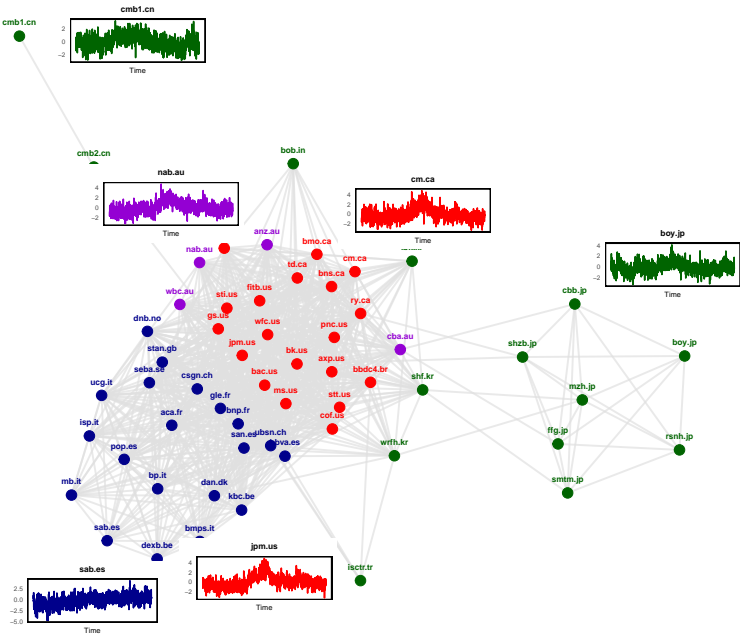 cmb1.cn
cmb1.cn
2
0
−2
Time
cmb2.cn
bob.in
nab.au
4
2
0
−2
Time
cm.ca
4
2
0
−2
Time
anz.au
bmo.ca
nab.au
td.ca
cm.ca
bns.ca
boy.jp
4
2
0
−2
Time
wbc.au
sti.us
fitb.us
ry.ca
cbb.jp
dnb.no
gs.us
wfc.us
pnc.us
cba.au
stan.gb
jpm.us
shzb.jp
boy.jp
seba.se
csgn.ch
bk.us
axp.us
bbdc4.br
shf.kr
ucg.it
bac.us
mzh.jp
gle.fr
ms.us
stt.us
isp.it
aca.fr
bnp.fr
cof.us
pop.es
san.es
ubsn.ch
bbva.es
wrfh.kr
ffg.jp
rsnh.jp
mb.it
bp.it
dan.dk
kbc.be
smtm.jp
sab.es
bmps.it
dexb.be
jpm.us
4
2
0
−2
Time
isctr.tr
sab.es
2.5
0.0
−2.5
−5.0
Time